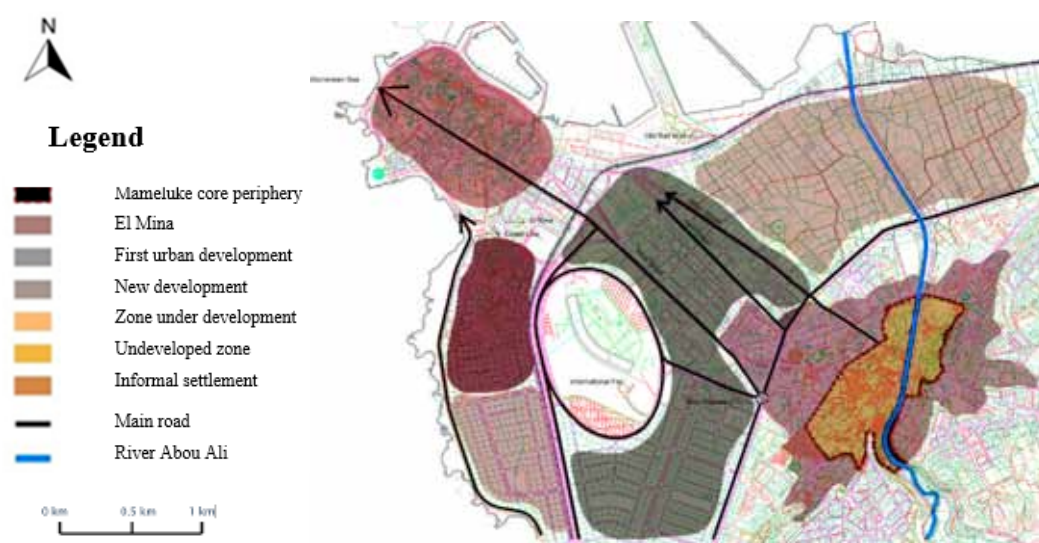 N
Legend
Mameluke core periphery
El Mina
First urban development
New development
Zone under development
Undeveloped zone
Informal settlement
Main road
River Abou Ali
0 km 0.5 km 1 km
International Fair